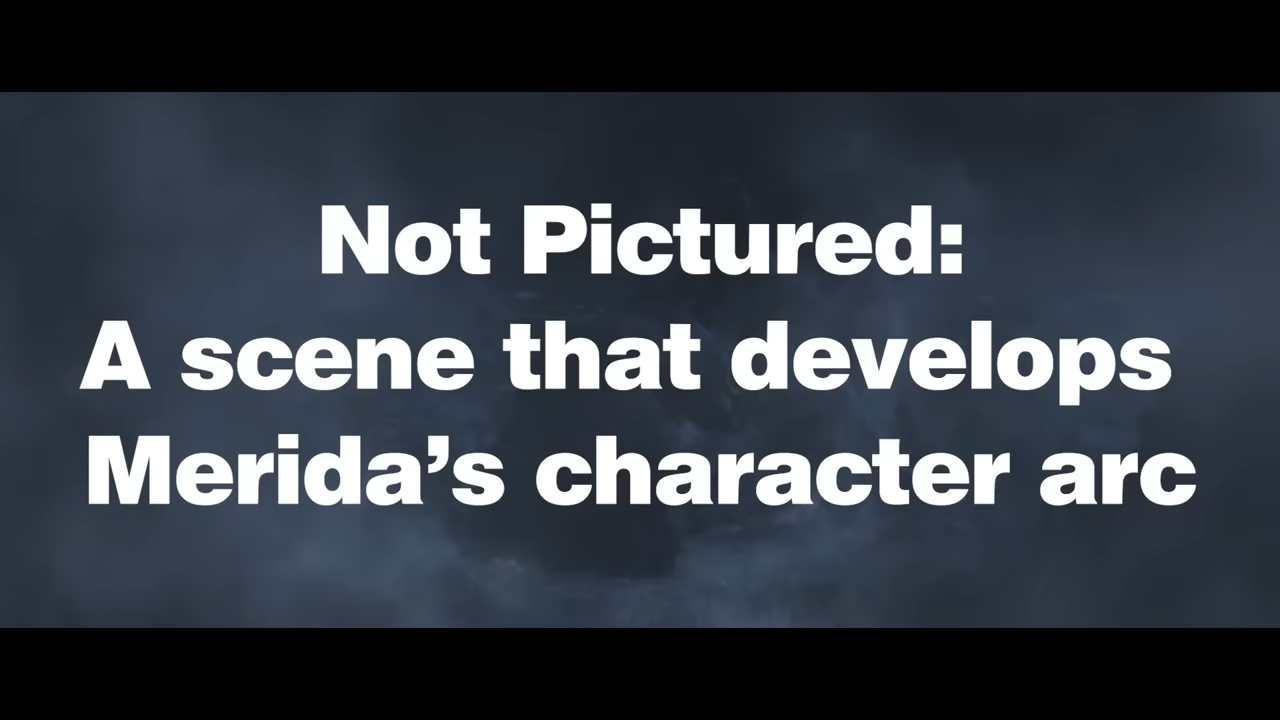 Not Pictured:
A scene that develops
Merida’s character arc